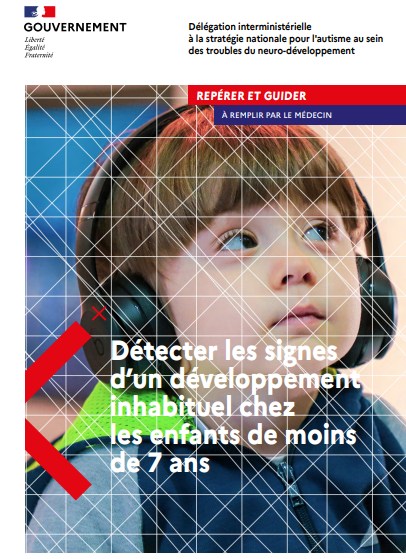 GOUVERNEMENT
Liberté
Égalité
Fraternité
Délégation interministérielle
à la stratégie nationale pour l'autisme au sein
des troubles du neuro-développement
REPÉRER ET GUIDER
À REMPLIR PAR LE MÉDECIN
Détecter les signes
d'un développement
inhabituel chez
les enfants de moins
de 7 ans